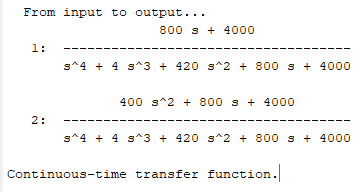 From input to output...
800 s + 4000
1: ------------------------------------
s^4 + 4 s^3 + 420 s^2 + 800 s + 4000
400 s^2 + 800 s + 4000
2: ------------------------------------
s^4 + 4 s^3 + 420 s^2 + 800 s + 4000
Continuous-time transfer function.